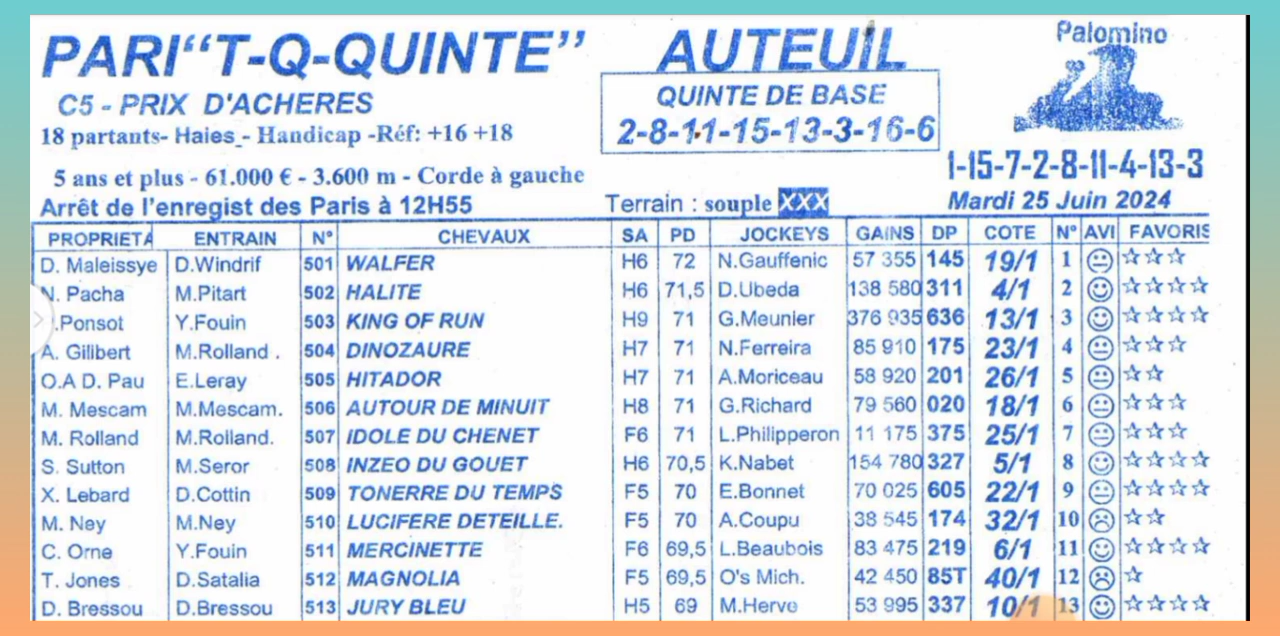 PARI“T-Q-QUINTE” AUTEUIL Palomino
C5 - PRIX D'ACHERES QUINTE DE BASE
18 partants- Haies - Handicap -Réf: +16 +18 2-8-11-15-13-3-16-6
5 ans et plus - 61.000 € - 3.600 m - Corde à gauche 1-15-7-2-8-11-4-13-3
Arrêt de l'enregist des Paris à 12H55 Terrain : souple XXX Mardi 25 Juin 2024
PROPRIETA ENTRAIN N° CHEVAUX SA PD JOCKEYS GAINS DP COTE N° AVI FAVORIS
D. Maleissye D.Windrif 501 WALFER H6 72 N.Gauffenic 57 355 145 19/1 1
N. Pacha M.Pitart 502 HALITE H6 71,5 D.Ubeda 138 580 311 4/1 2
.Ponsot Y.Fouin 503 KING OF RUN H9 71 G.Meunier 376 935 636 13/1 3
A. Gilibert M.Rolland . 504 DINOZAURE H7 71 N.Ferreira 85 910 175 23/1 4
O.A D. Pau E.Leray 505 HITADOR H7 71 A.Moriceau 58 920 201 26/1 5
M. Mescam M.Mescam. 506 AUTOUR DE MINUIT H8 71 G.Richard 79 560 020 18/1 6
M. Rolland M.Rolland. 507 IDOLE DU CHENET F6 71 L.Philipperon 11 175 375 25/1 7
S. Sutton M.Seror 508 INZEO DU GOUET H6 70,5 K.Nabet 154 780 327 5/1 8
X. Lebard D.Cottin 509 TONERRE DU TEMPS F5 70 E.Bonnet 70 025 605 22/1 9
M. Ney M.Ney 510 LUCIFERE DETEILLE. F5 70 A.Coupu 38 545 174 32/1 10
C. Orne Y.Fouin 511 MERCINETTE F6 69,5 L.Beaubois 83 475 219 6/1 11
T. Jones D.Satalia 512 MAGNOLIA F5 69,5 O's Mich. 42 450 85T 40/1 12
D. Bressou D.Bressou 513 JURY BLEU H5 69 M.Herve 53 995 337 10/1 13